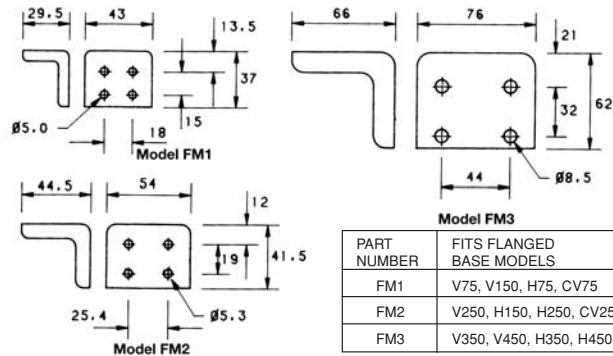 29.5
43
13.5
37
Ø5.0
18
15
Model FM1
66
76
21
62
32
44
Ø8.5
Model FM3
44.5
54
12
41.5
19
25.4
Ø5.3
Model FM2
PART NUMBER
FITS FLANGED BASE MODELS
FM1
V75, V150, H75, CV75
FM2
V250, H150, H250, CV25
FM3
V350, V450, H350, H450